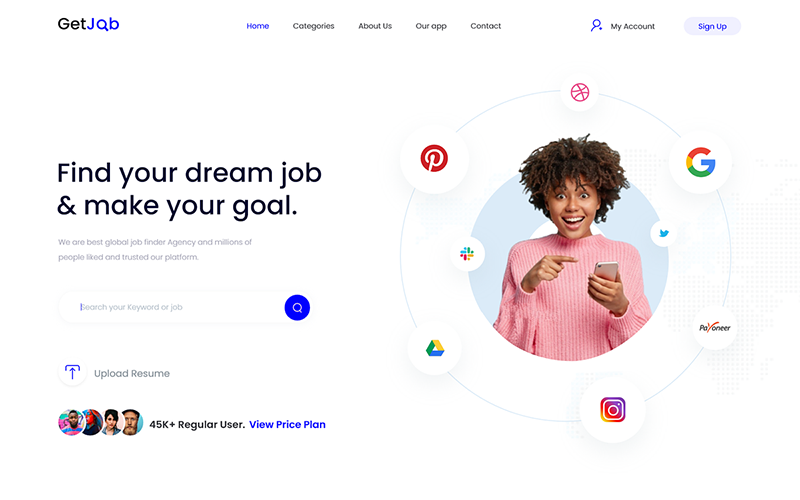 GetJob
Home
Categories
About Us
Our app
Contact
My Account
Sign Up
Find your dream job
& make your goal.
We are best global job finder Agency and millions of
people liked and trusted our platform.
Search your Keyword or job
Upload Resume
45K+ Regular User. View Price Plan
Payoneer